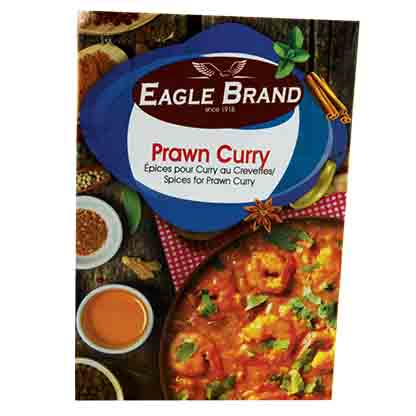 EAGLE BRAND
since 1918
Prawn Curry
Épices pour Curry au Crevettes/
Spices for Prawn Curry